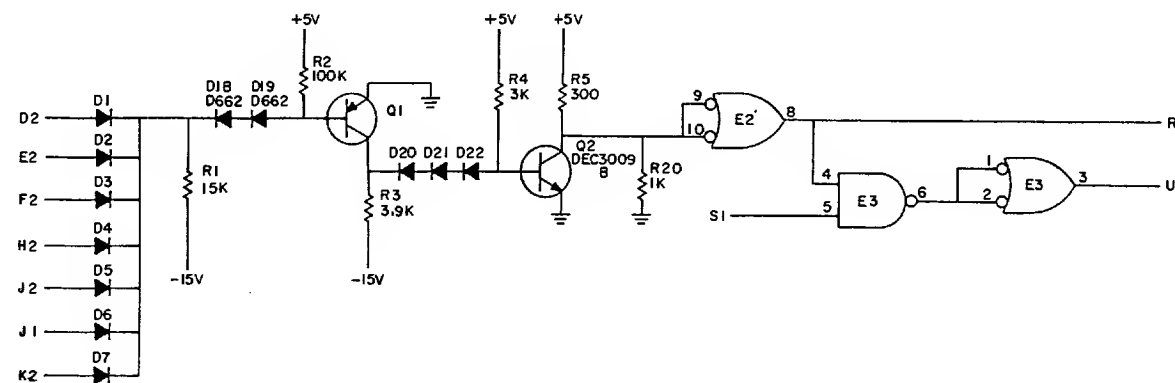 +5V
+5V
+5V
R2
100K
R4
3K
R5
300
D18
D662
D19
D662
Q1
D1
D2
D2
E2
D3
F2
D4
H2
D5
J2
D6
J1
D7
K2
R1
15K
-15V
D20
D21
D22
R3
3.9K
-15V
Q2
DEC3009
B
R20
1K
9
10
E2
8
R
4
5
E3
6
S1
1
2
E3
3
U